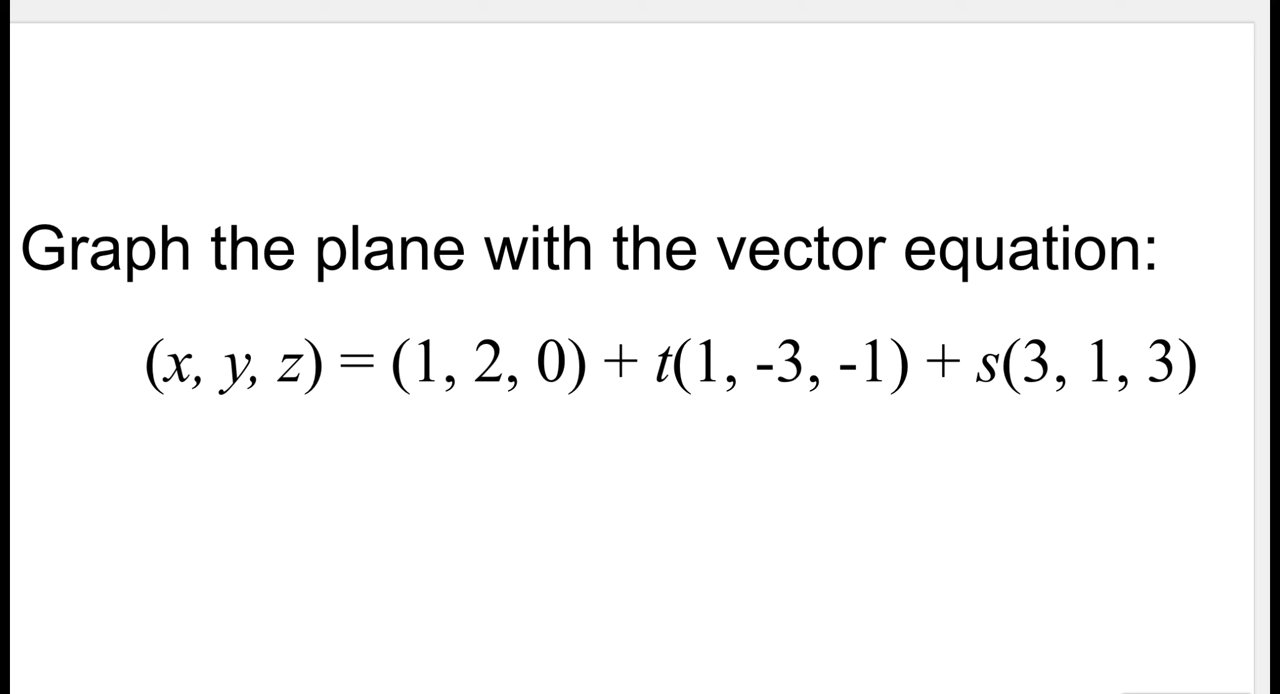 Graph the plane with the vector equation:
(x, y, z) = (1, 2, 0) + t(1, -3, -1) + s(3, 1, 3)